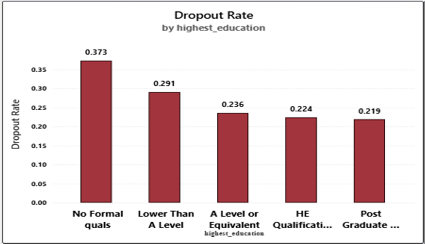 Dropout Rate
by highest_education
Dropout Rate
0.35
0.30
0.25
0.20
0.15
0.10
0.05
0.00
0.373
0.291
0.236
0.224
0.219
No Formal
quals
Lower Than
A Level
A Level or
Equivalent
HE
Qualificati...
Post
Graduate ...
highest_education